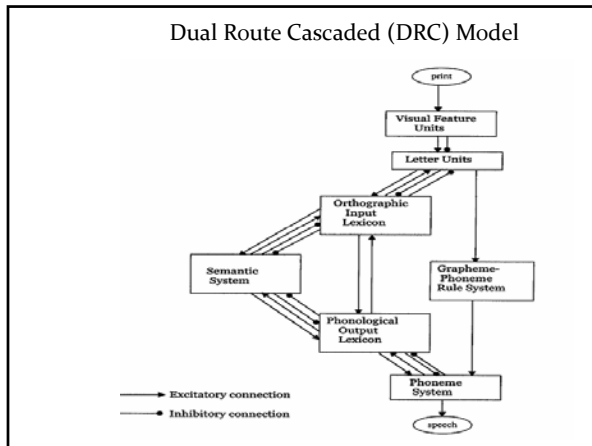 Dual Route Cascaded (DRC) Model
print
Visual Feature
Units
Letter Units
Orthographic
Input
Lexicon
Semantic
System
Grapheme-
Phoneme
Rule System
Phonological
Output
Lexicon
Phoneme
System
Excitatory connection
Inhibitory connection
speech